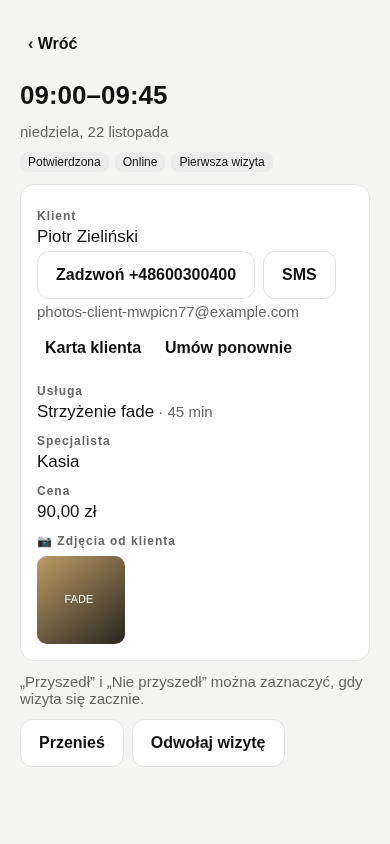 ‹ Wróć
09:00–09:45
niedziela, 22 listopada
Potwierdzona Online Pierwsza wizyta
Klient
Piotr Zieliński
Zadzwoń +48600300400 SMS
photos-client-mwpicn77@example.com
Karta klienta Umów ponownie
Usługa
Strzyżenie fade · 45 min
Specjalista
Kasia
Cena
90,00 zł
📷 Zdjęcia od klienta
FADE
„Przyszedł” i „Nie przyszedł” można zaznaczyć, gdy
wizyta się zacznie.
Przenieś Odwołaj wizytę